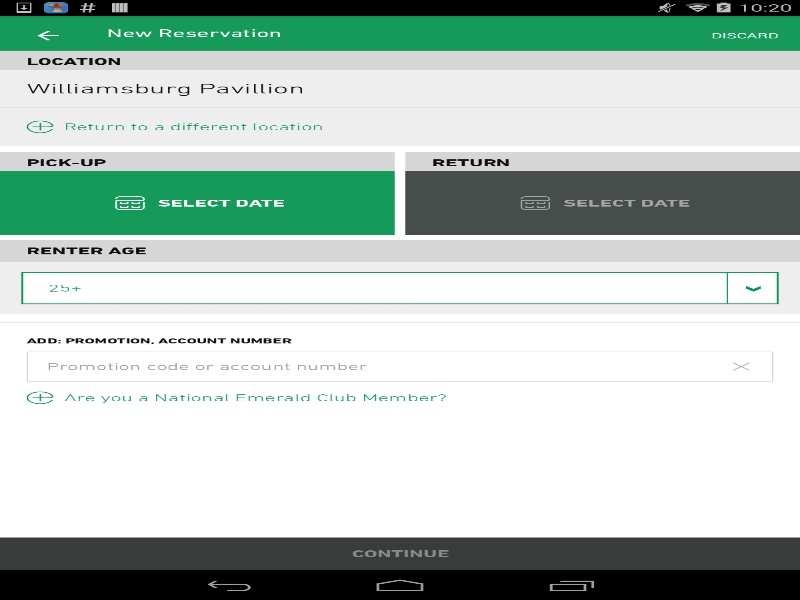 10:20
New Reservation
DISCARD
LOCATION
Williamsburg Pavillion
Return to a different location
PICK-UP
RETURN
SELECT DATE
SELECT DATE
RENTER AGE
25+
ADD: PROMOTION, ACCOUNT NUMBER
Promotion code or account number
Are you a National Emerald Club Member?
CONTINUE